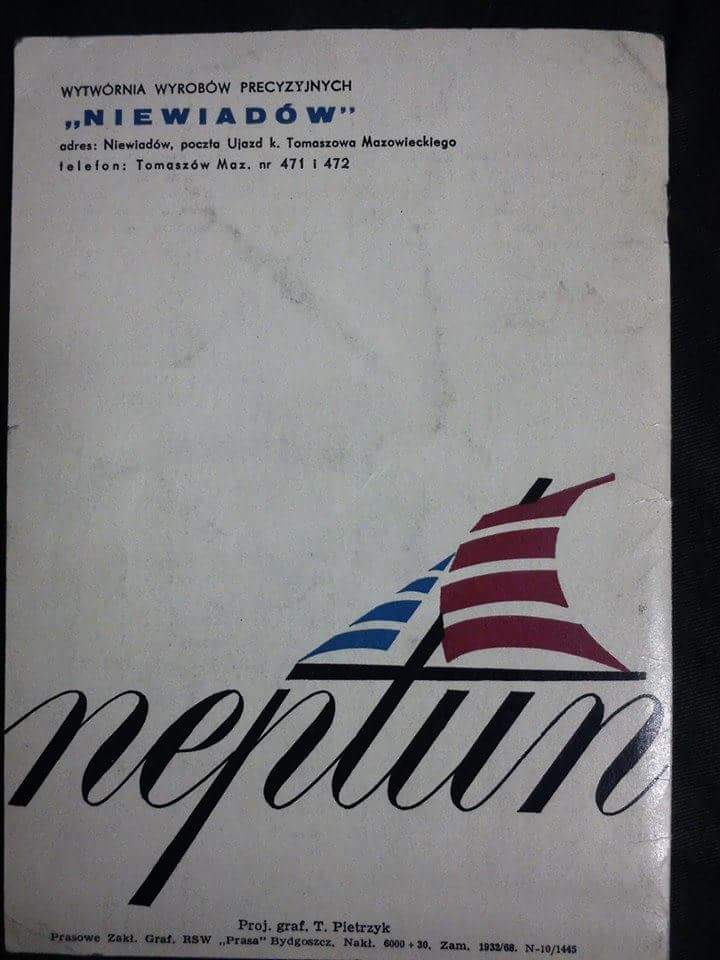 WYTWÓRNIA WYROBÓW PRECYZYJNYCH
„NIEWIADÓW”
adres: Niewiadów, poczta Ujazd k. Tomaszowa Mazowieckiego
telefon: Tomaszów Maz. nr 471 i 472
neptun
Proj. graf. T. Pietrzyk
Prasowe Zakł. Graf. RSW „Prasa” Bydgoszcz. Nakł. 6000 + 30. Zam. 1932/68. N-10/1445